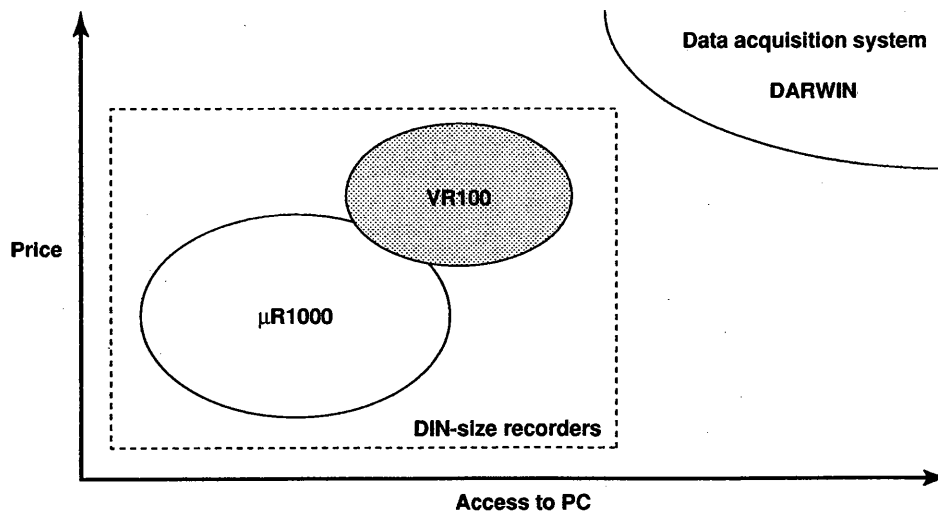 Data acquisition system
DARWIN
VR100
Price
μR1000
DIN-size recorders
Access to PC